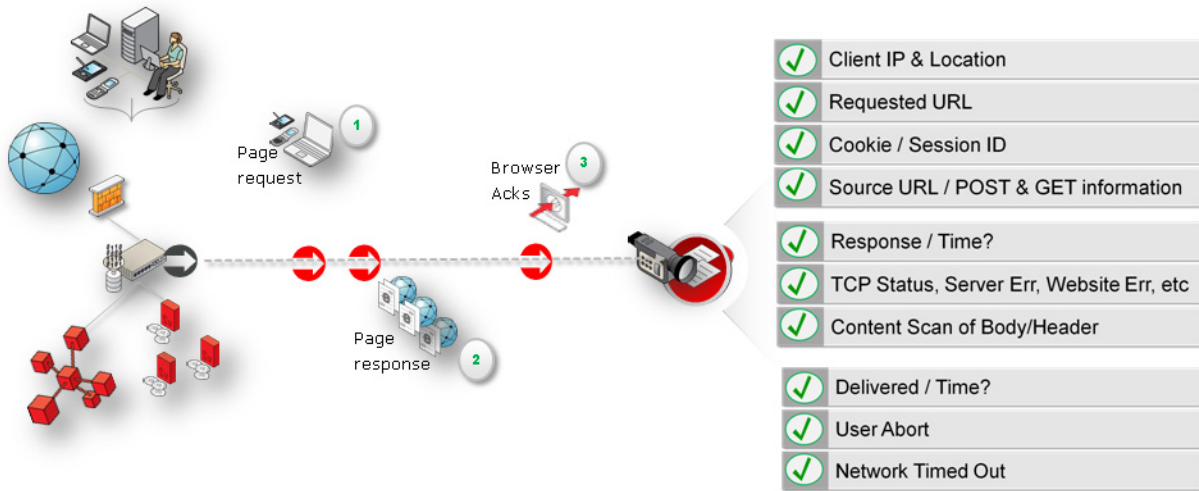 1
Page
request
Browser
Acks
3
Page
response
2
Client IP & Location
Requested URL
Cookie / Session ID
Source URL / POST & GET information
Response / Time?
TCP Status, Server Err, Website Err, etc
Content Scan of Body/Header
Delivered / Time?
User Abort
Network Timed Out